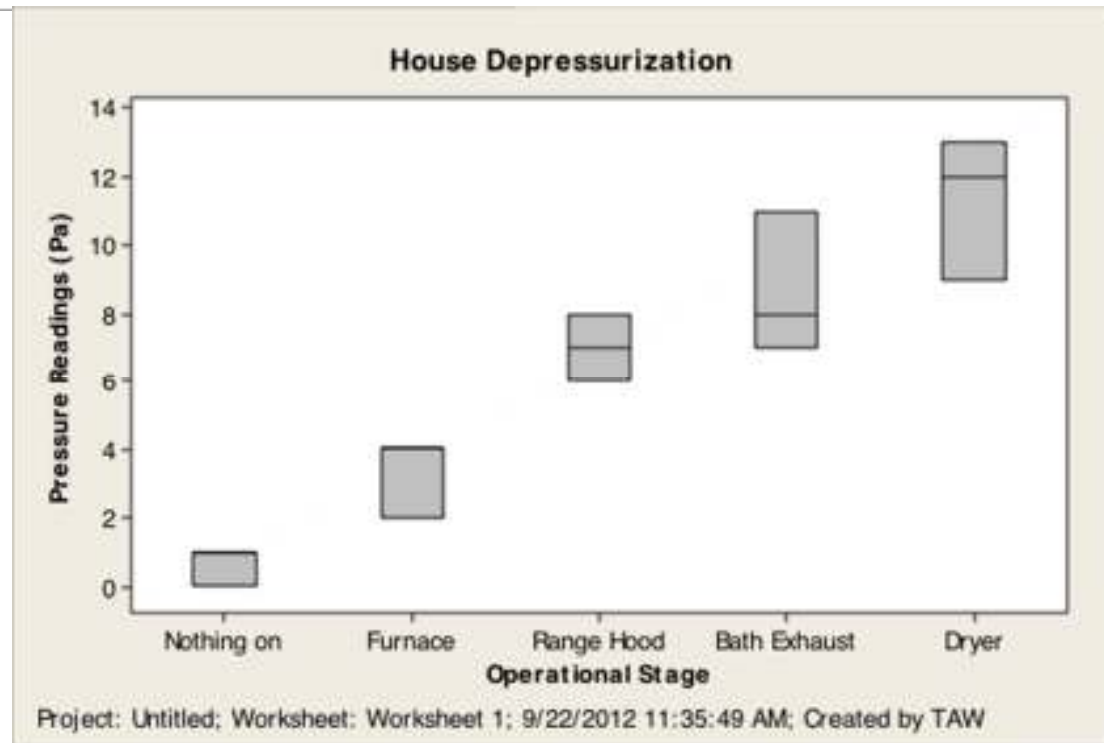 House Depressurization
14
12
10
8
6
4
2
0
Pressure Readings (Pa)
Nothing on Furnace Range Hood Bath Exhaust Dryer
Operational Stage
Project: Untitled; Worksheet: Worksheet 1; 9/22/2012 11:35:49 AM; Created by TAW